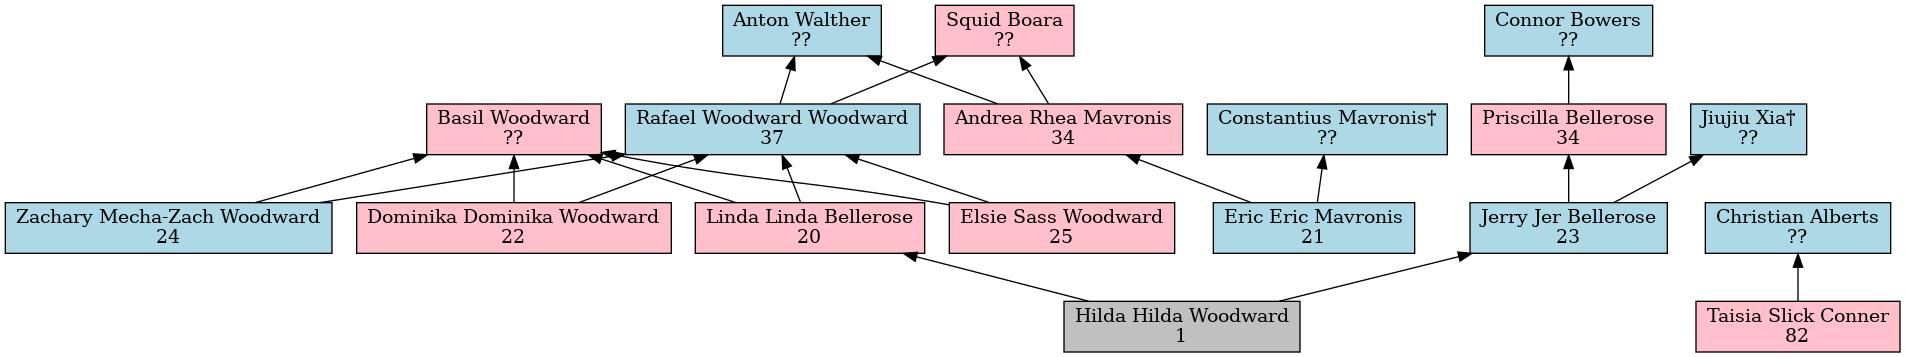 Anton Walther
??
Squid Boara
??
Connor Bowers
??
Basil Woodward
??
Rafael Woodward Woodward
37
Andrea Rhea Mavronis
34
Constantius Mavronis†
??
Priscilla Bellerose
34
Jiujiu Xia†
??
Zachary Mecha-Zach Woodward
24
Dominika Dominika Woodward
22
Linda Linda Bellerose
20
Elsie Sass Woodward
25
Eric Eric Mavronis
21
Jerry Jer Bellerose
23
Christian Alberts
??
Hilda Hilda Woodward
1
Taisia Slick Conner
82